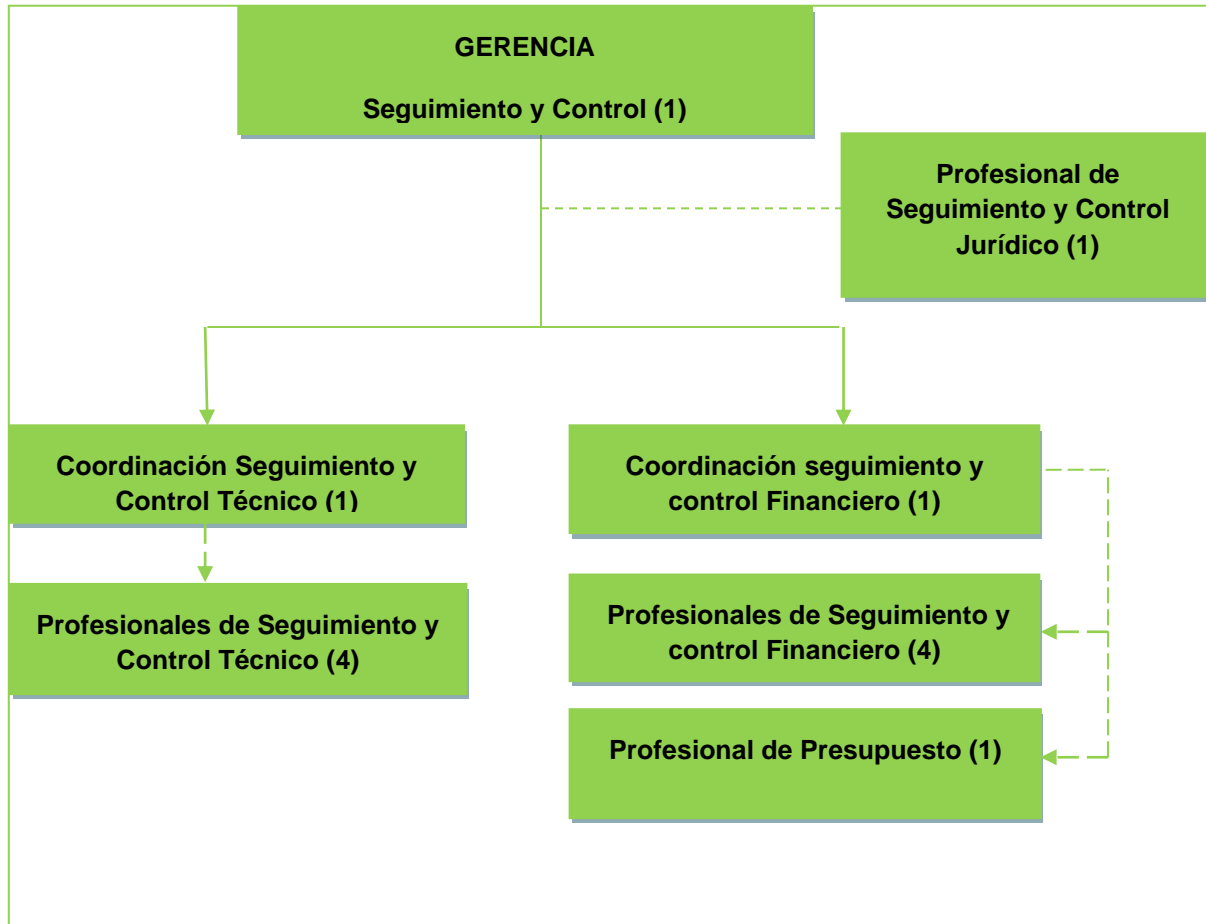 GERENCIA
Seguimiento y Control (1)
Profesional de
Seguimiento y Control
Jurídico (1)
Coordinación Seguimiento y
Control Técnico (1)
Coordinación seguimiento y
control Financiero (1)
Profesionales de Seguimiento y
Control Técnico (4)
Profesionales de Seguimiento y
control Financiero (4)
Profesional de Presupuesto (1)